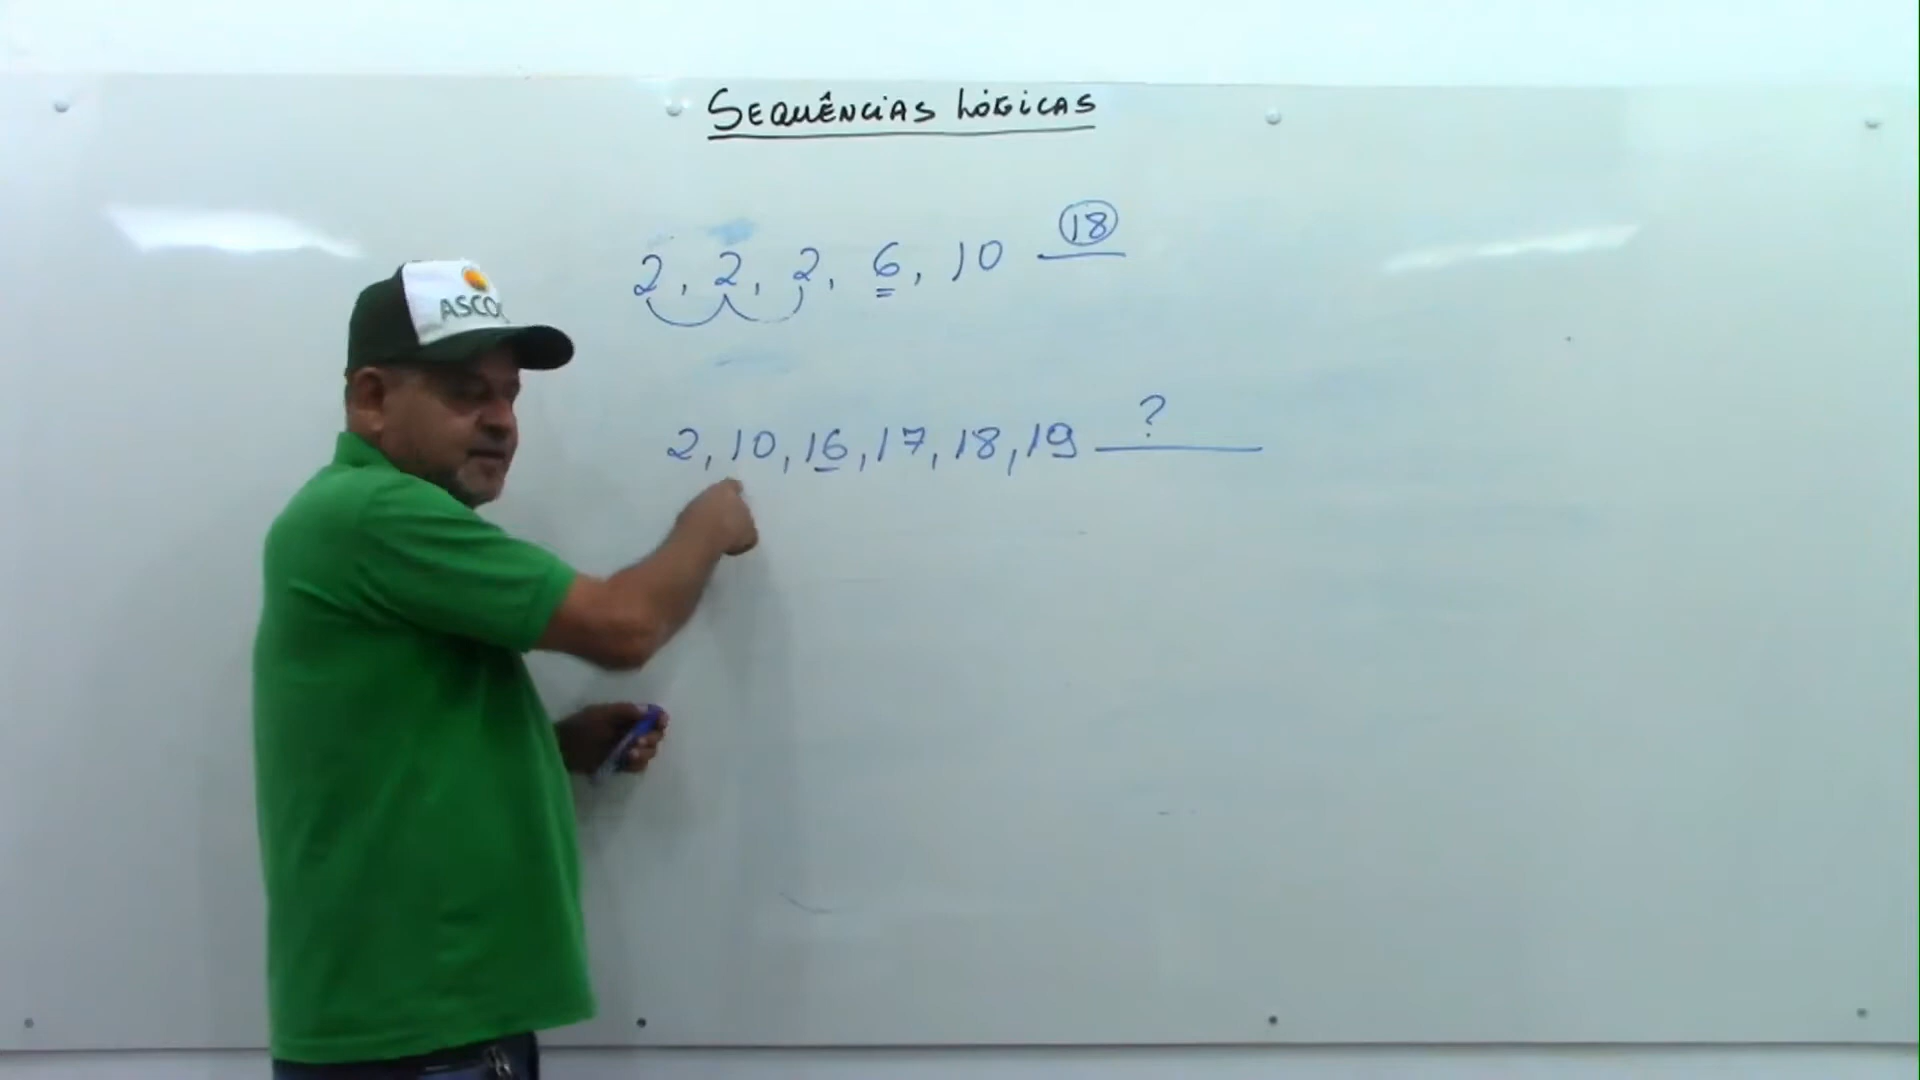 SEQUÊNCIAS LÓGICAS
2, 2, 2, 6, 10 18
ASCO
2, 10, 16, 17, 18, 19 ?